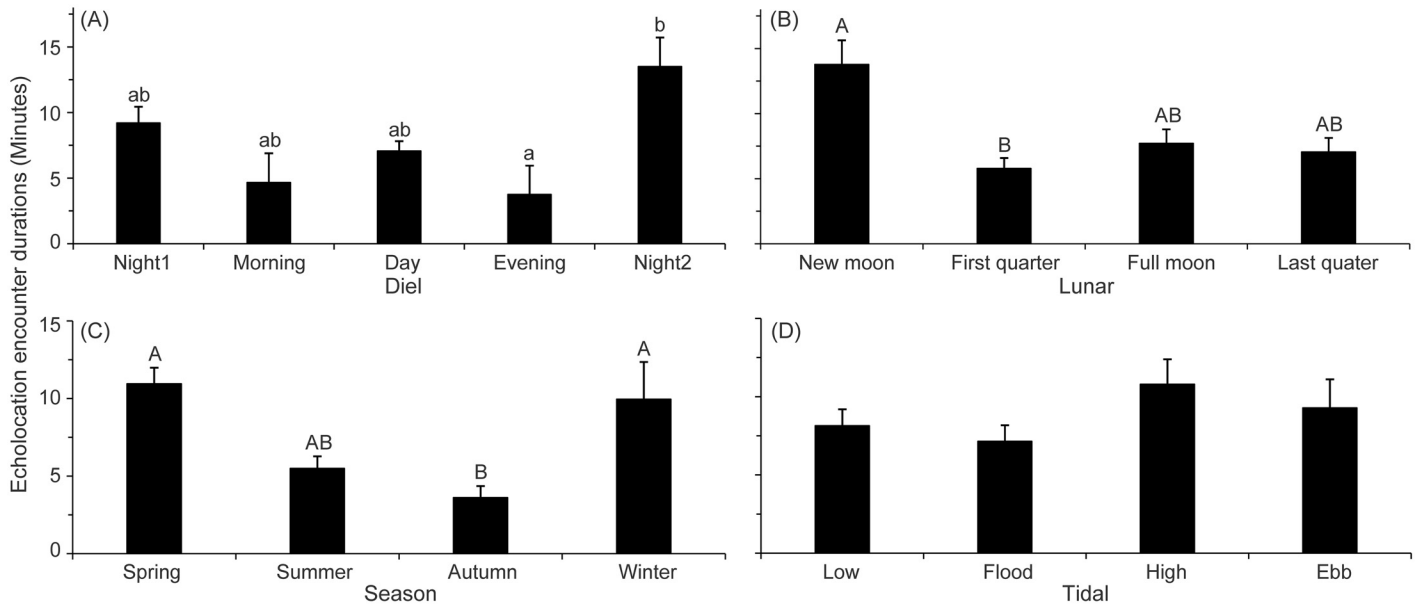 Echolocation encounter durations (Minutes)
(A)
15
10
5
0
ab
ab
ab
a
b
Night1 Morning Day Evening Night2
Diel
(B)
A
B
AB
AB
New moon First quarter Full moon Last quater
Lunar
(C)
15
10
5
0
A
AB
B
A
Spring Summer Autumn Winter
Season
(D)
Low Flood High Ebb
Tidal